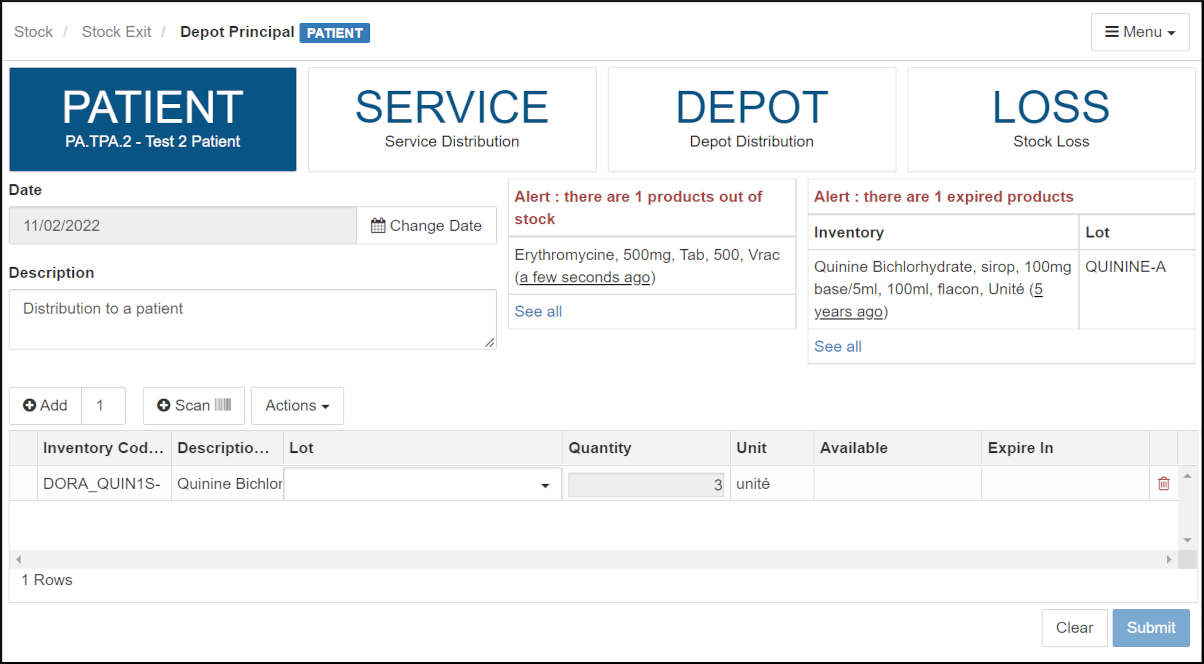 Stock / Stock Exit / Depot Principal PATIENT
Menu
PATIENT
PA.TPA.2 - Test 2 Patient
SERVICE
Service Distribution
DEPOT
Depot Distribution
LOSS
Stock Loss
Date
11/02/2022
Change Date
Description
Distribution to a patient
Alert : there are 1 products out of
stock
Erythromycine, 500mg, Tab, 500, Vrac
(a few seconds ago)
See all
Alert : there are 1 expired products
Inventory Lot
Quinine Bichlorhydrate, sirop, 100mg QUININE-A
base/5ml, 100ml, flacon, Unité (5
years ago)
See all
Add 1 Scan Actions
Inventory Cod... Descriptio... Lot Quantity Unit Available Expire In
DORA_QUIN1S- Quinine Bichlor 3 unité
1 Rows
Clear Submit